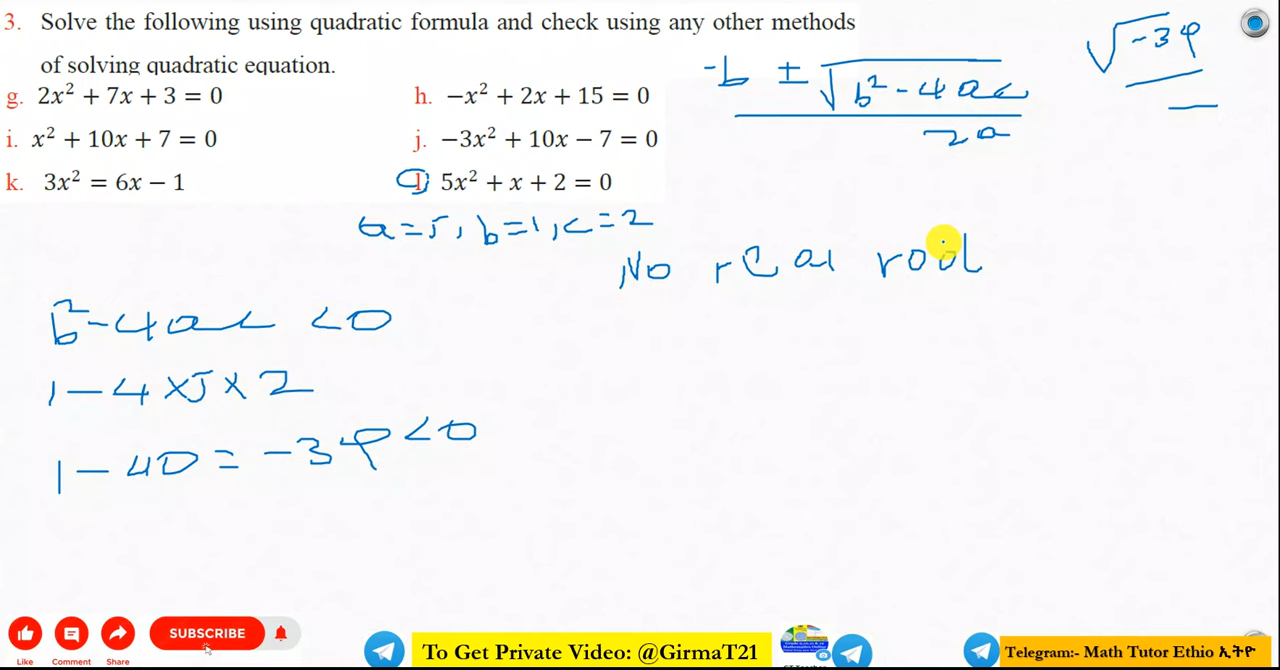 3. Solve the following using quadratic formula and check using any other methods
of solving quadratic equation.
g. 2x² + 7x + 3 = 0
h. −x² + 2x + 15 = 0
i. x² + 10x + 7 = 0
j. −3x² + 10x − 7 = 0
k. 3x² = 6x − 1
l. 5x² + x + 2 = 0
-b ± √(b² - 4ac)
2a
√-39
a=5, b=1, c=2
No real root
b²-4ac <0
1 - 4 x 5 x 2
1 - 40 = -39 <0
Like
Comment
Share
SUBSCRIBE
To Get Private Video: @GirmaT21
Telegram:- Math Tutor Ethio ኢትዮ